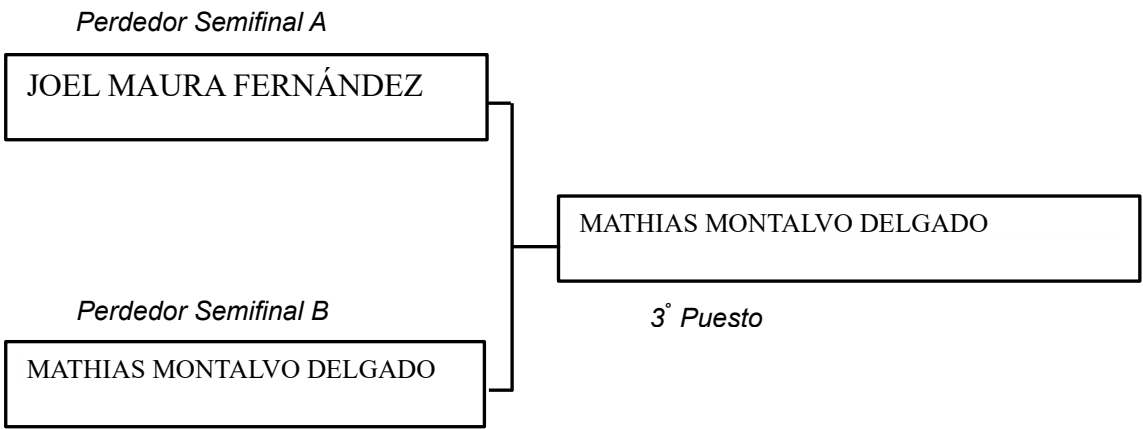 Perdedor Semifinal A
JOEL MAURA FERNÁNDEZ
MATHIAS MONTALVO DELGADO
3° Puesto
Perdedor Semifinal B
MATHIAS MONTALVO DELGADO